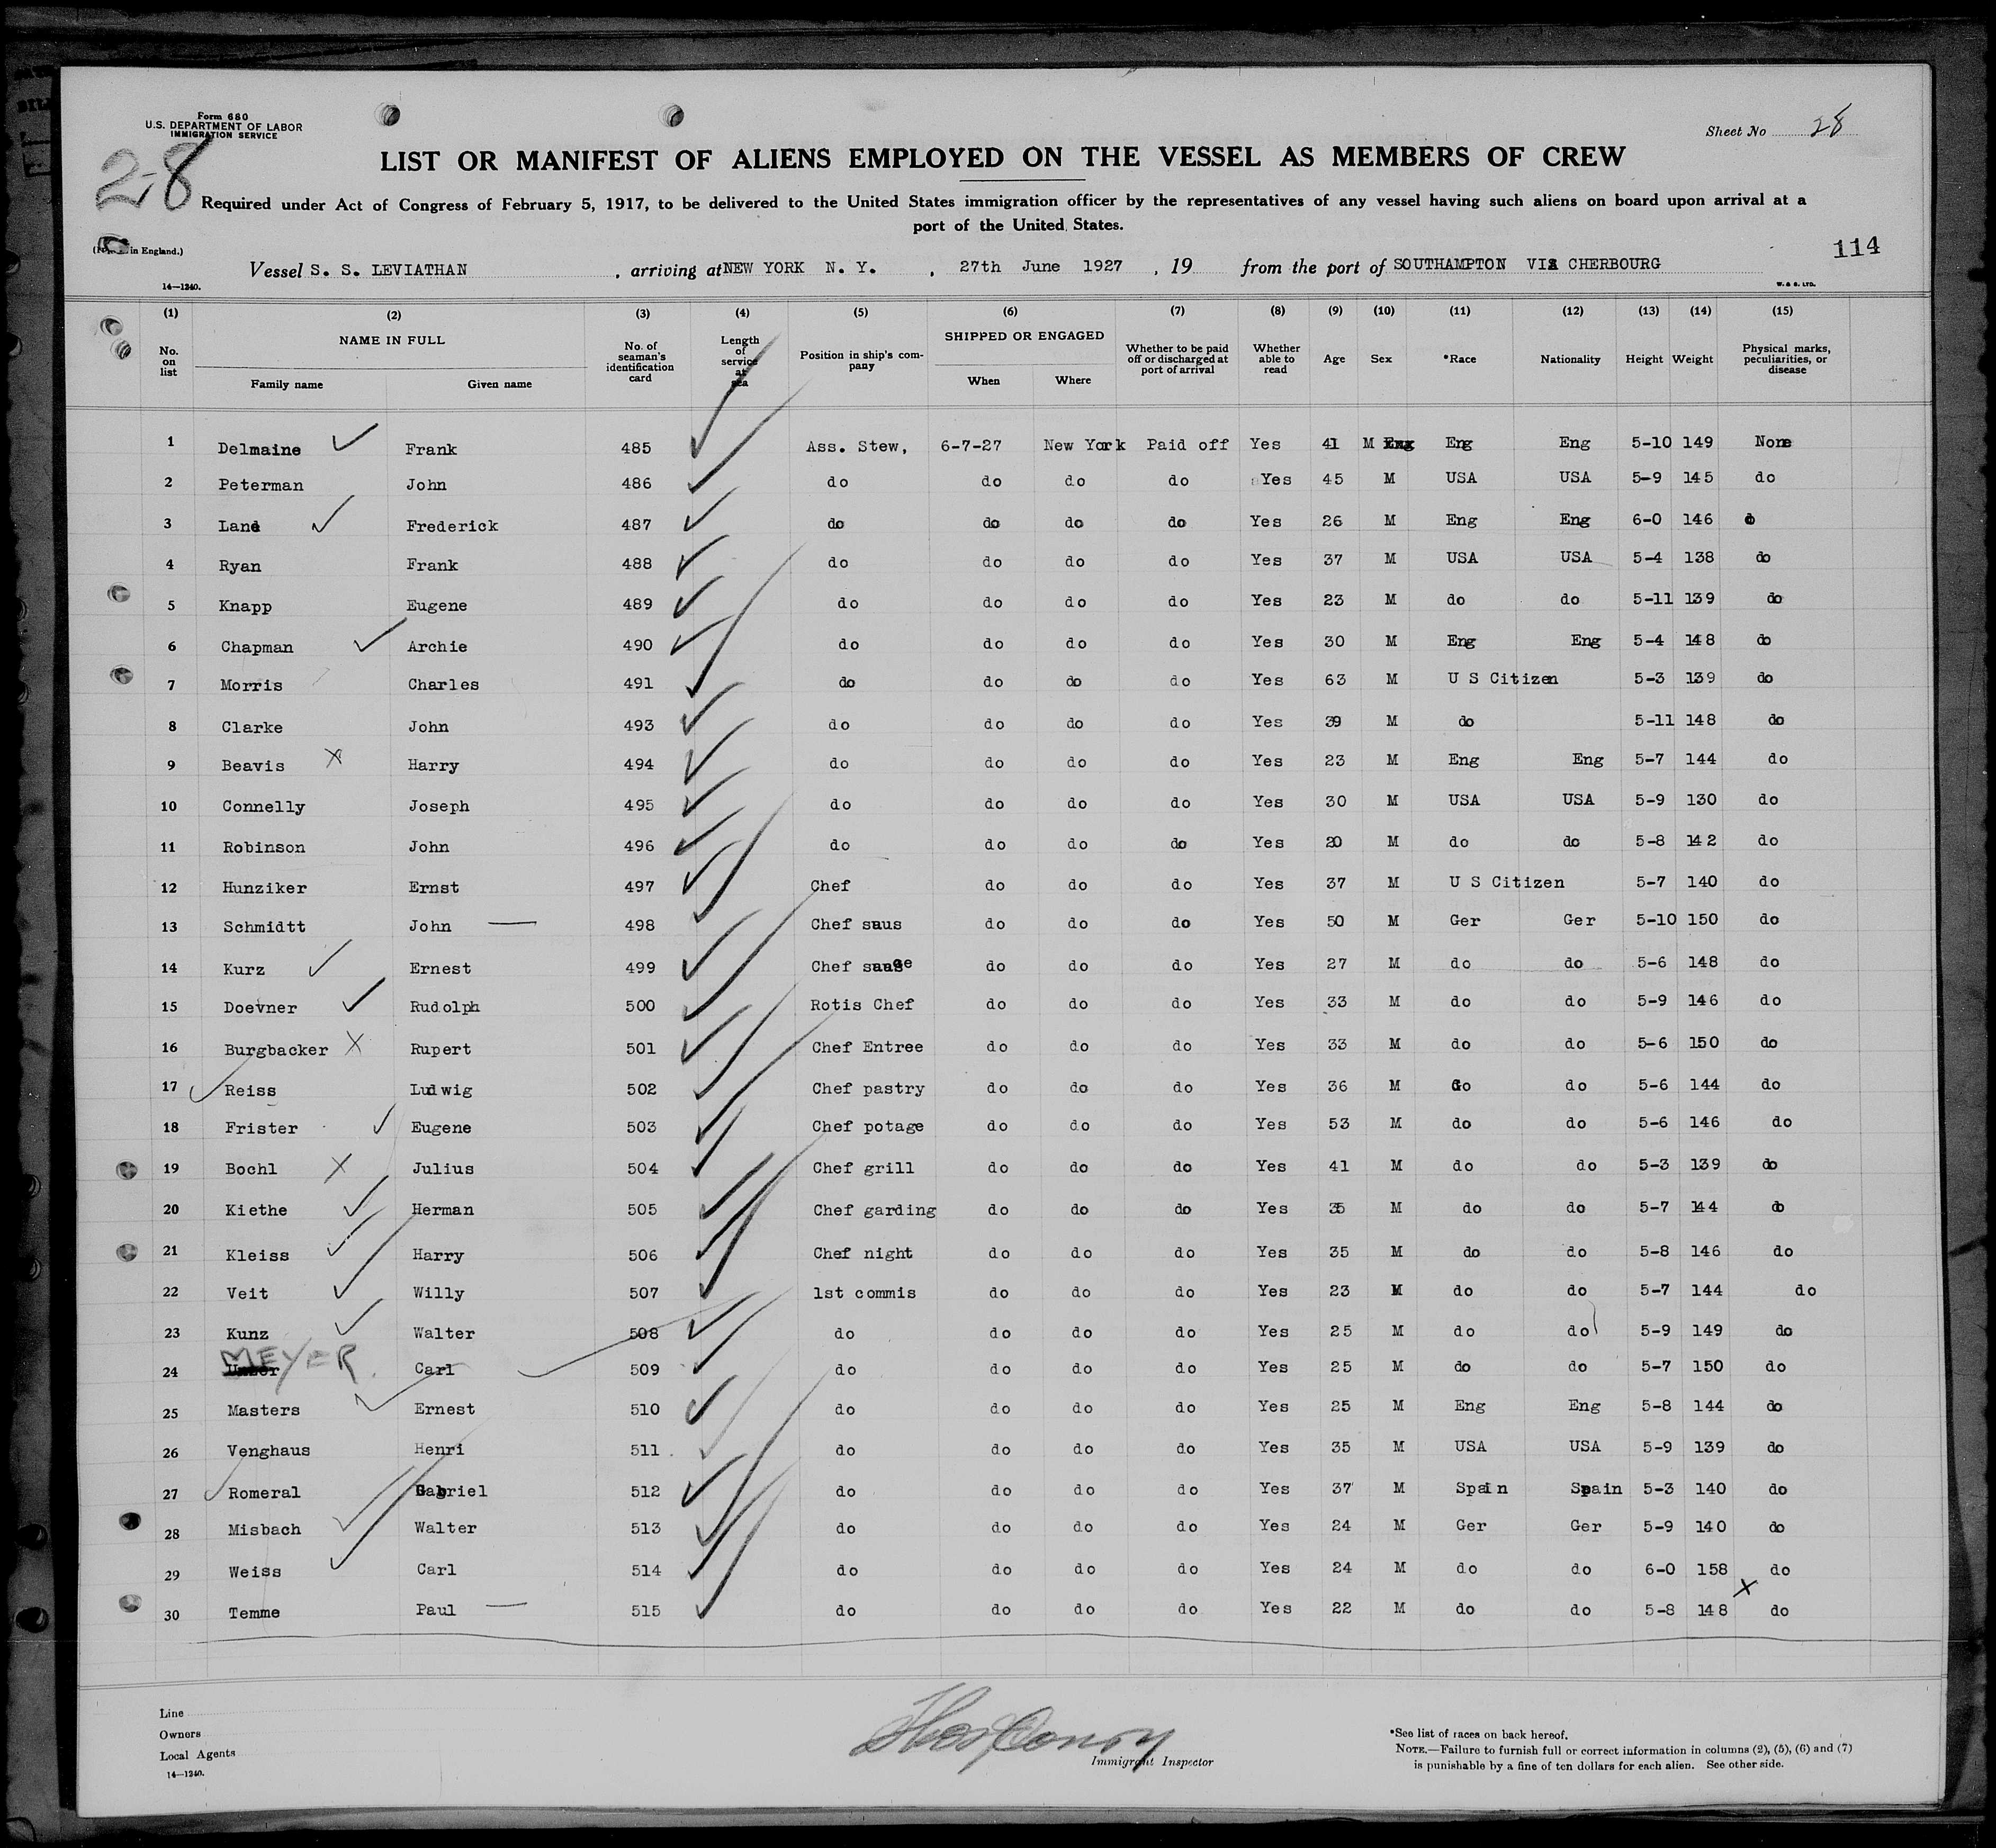 Form 680
U.S. DEPARTMENT OF LABOR
IMMIGRATION SERVICE
28
Sheet No 28
LIST OR MANIFEST OF ALIENS EMPLOYED ON THE VESSEL AS MEMBERS OF CREW
Required under Act of Congress of February 5, 1917, to be delivered to the United States immigration officer by the representatives of any vessel having such aliens on board upon arrival at a
port of the United States.
in England.)
114
Vessel S. S. LEVIATHAN , arriving at NEW YORK N. Y. , 27th June 1927 , 19 from the port of SOUTHAMPTON VIA CHERBOURG
14—1240.
W. & S. LTD.
(1) (2) (3) (4) (5) (6) (7) (8) (9) (10) (11) (12) (13) (14) (15)
No. on list NAME IN FULL Family name Given name No. of seaman's identification card Length of service at sea Position in ship's company SHIPPED OR ENGAGED When Where Whether to be paid off or discharged at port of arrival Whether able to read Age Sex *Race Nationality Height Weight Physical marks, peculiarities, or disease
1 Delmaine Frank 485 Ass. Stew, 6-7-27 New York Paid off Yes 41 M Eng Eng 5-10 149 None
2 Peterman John 486 do do do do Yes 45 M USA USA 5-9 145 do
3 Lane Frederick 487 do do do do Yes 26 M Eng Eng 6-0 146 do
4 Ryan Frank 488 do do do do Yes 37 M USA USA 5-4 138 do
5 Knapp Eugene 489 do do do do Yes 23 M do do 5-11 139 do
6 Chapman Archie 490 do do do do Yes 30 M Eng Eng 5-4 148 do
7 Morris Charles 491 do do do do Yes 63 M U S Citizen 5-3 139 do
8 Clarke John 493 do do do do Yes 39 M do 5-11 148 do
9 Beavis Harry 494 do do do do Yes 23 M Eng Eng 5-7 144 do
10 Connelly Joseph 495 do do do do Yes 30 M USA USA 5-9 130 do
11 Robinson John 496 do do do do Yes 20 M do do 5-8 142 do
12 Hunziker Ernst 497 Chef do do do Yes 37 M U S Citizen 5-7 140 do
13 Schmidtt John 498 Chef saus do do do Yes 50 M Ger Ger 5-10 150 do
14 Kurz Ernest 499 Chef do do do Yes 27 M do do 5-6 148 do
15 Doevner Rudolph 500 Rotis Chef do do do Yes 33 M do do 5-9 146 do
16 Burgbacker Rupert 501 Chef Entree do do do Yes 33 M do do 5-6 150 do
17 Reiss Ludwig 502 Chef pastry do do do Yes 36 M do do 5-6 144 do
18 Frister Eugene 503 Chef potage do do do Yes 53 M do do 5-6 146 do
19 Bochl Julius 504 Chef grill do do do Yes 41 M do do 5-3 139 do
20 Kiethe Herman 505 Chef garding do do do Yes 35 M do do 5-7 144 do
21 Kleiss Harry 506 Chef night do do do Yes 35 M do do 5-8 146 do
22 Veit Willy 507 1st commis do do do Yes 23 M do do 5-7 144 do
23 Kunz Walter 508 do do do do Yes 25 M do do 5-9 149 do
24 MEYER Carl 509 do do do do Yes 25 M do do 5-7 150 do
25 Masters Ernest 510 do do do do Yes 25 M Eng Eng 5-8 144 do
26 Venghaus Henri 511 do do do do Yes 35 M USA USA 5-9 139 do
27 Romeral Gabriel 512 do do do do Yes 37 M Spain Spain 5-3 140 do
28 Misbach Walter 513 do do do do Yes 24 M Ger Ger 5-9 140 do
29 Weiss Carl 514 do do do do Yes 24 M do do 6-0 158 do
30 Temme Paul 515 do do do do Yes 22 M do do 5-8 148 do
Line
Owners
Local Agents
14—1240.
Immigrant Inspector
*See list of races on back hereof.
NOTE.—Failure to furnish full or correct information in columns (2), (5), (6) and (7)
is punishable by a fine of ten dollars for each alien. See other side.